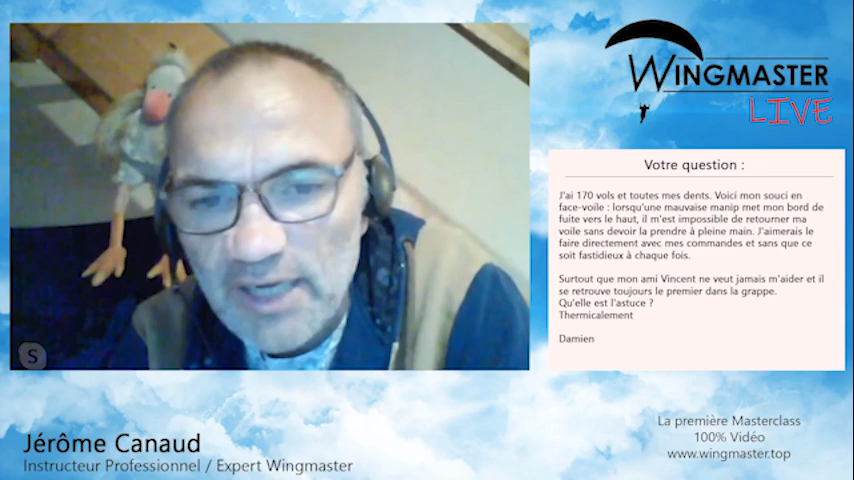 WINGMASTER
LIVE
Votre question :
J'ai 170 vols et toutes mes dents. Voici mon souci en
face-voile : lorsqu'une mauvaise manip met mon bord de
fuite vers le haut, il m'est impossible de retourner ma
voile sans devoir la prendre à pleine main. J'aimerais le
faire directement avec mes commandes et sans que ce
soit fastidieux à chaque fois.
Surtout que mon ami Vincent ne veut jamais m'aider et il
se retrouve toujours le premier dans la grappe.
Qu'elle est l'astuce ?
Thermicalement
Damien
S
Jérôme Canaud
Instructeur Professionnel / Expert Wingmaster
La première Masterclass
100% Vidéo
www.wingmaster.top